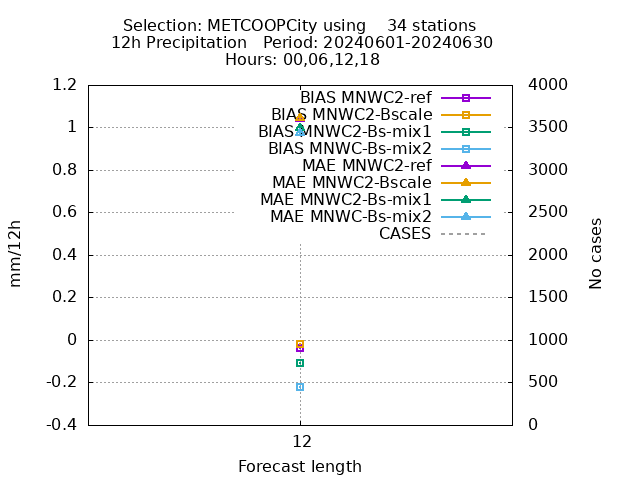 Selection: METCOOPCity using 34 stations
12h Precipitation Period: 20240601-20240630
Hours: 00,06,12,18
1.2
1
0.8
0.6
0.4
0.2
0
-0.2
-0.4
4000
3500
3000
2500
2000
1500
1000
500
0
mm/12h
No cases
BIAS MNWC2-ref
BIAS MNWC2-Bscale
BIAS MNWC2-Bs-mix1
BIAS MNWC-Bs-mix2
MAE MNWC2-ref
MAE MNWC2-Bscale
MAE MNWC2-Bs-mix1
MAE MNWC-Bs-mix2
CASES
12
Forecast length